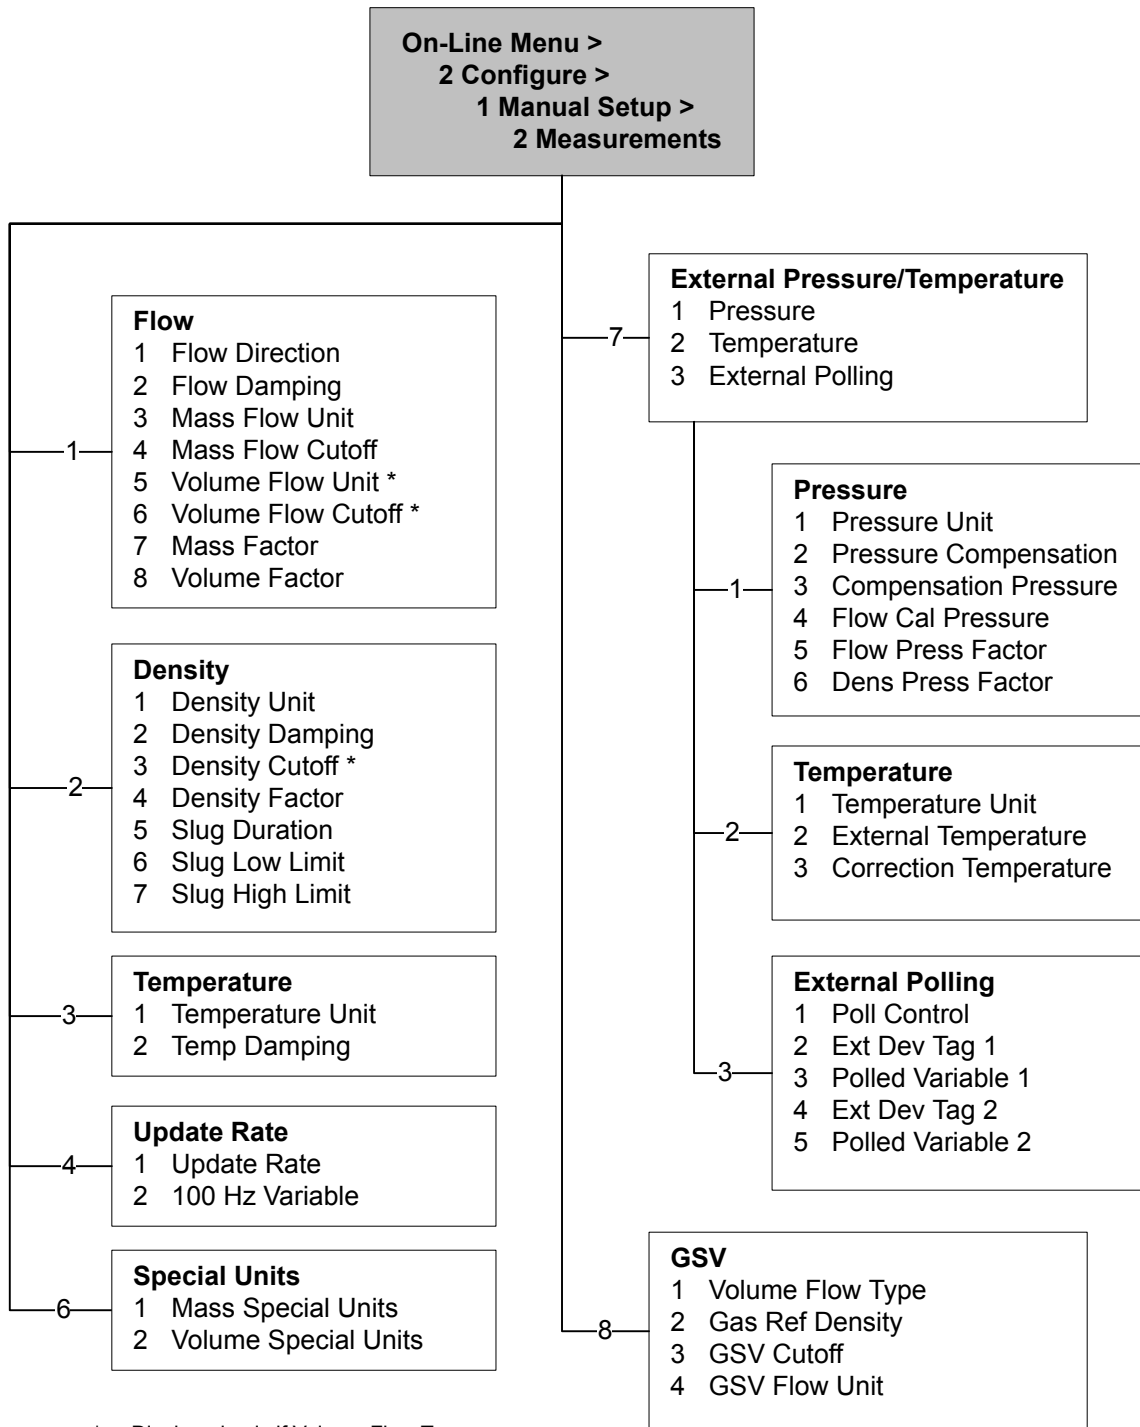 On-Line Menu >
2 Configure >
1 Manual Setup >
2 Measurements
1
Flow
1 Flow Direction
2 Flow Damping
3 Mass Flow Unit
4 Mass Flow Cutoff
5 Volume Flow Unit *
6 Volume Flow Cutoff *
7 Mass Factor
8 Volume Factor
2
Density
1 Density Unit
2 Density Damping
3 Density Cutoff *
4 Density Factor
5 Slug Duration
6 Slug Low Limit
7 Slug High Limit
3
Temperature
1 Temperature Unit
2 Temp Damping
4
Update Rate
1 Update Rate
2 100 Hz Variable
6
Special Units
1 Mass Special Units
2 Volume Special Units
7
External Pressure/Temperature
1 Pressure
2 Temperature
3 External Polling
1
Pressure
1 Pressure Unit
2 Pressure Compensation
3 Compensation Pressure
4 Flow Cal Pressure
5 Flow Press Factor
6 Dens Press Factor
2
Temperature
1 Temperature Unit
2 External Temperature
3 Correction Temperature
3
External Polling
1 Poll Control
2 Ext Dev Tag 1
3 Polled Variable 1
4 Ext Dev Tag 2
5 Polled Variable 2
8
GSV
1 Volume Flow Type
2 Gas Ref Density
3 GSV Cutoff
4 GSV Flow Unit